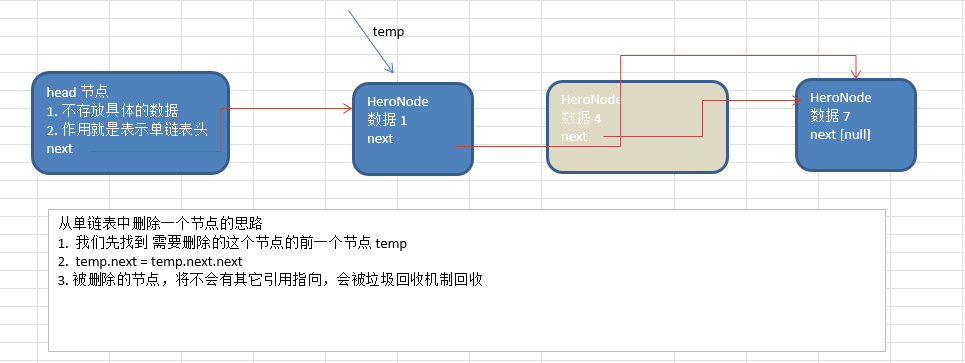 temp
head 节点
1. 不存放具体的数据
2. 作用就是表示单链表头
next
HeroNode
数据 1
next
HeroNode
数据 4
next
HeroNode
数据 7
next [null]
从单链表中删除一个节点的思路
1. 我们先找到 需要删除的这个节点的前一个节点 temp
2. temp.next = temp.next.next
3. 被删除的节点，将不会有其它引用指向，会被垃圾回收机制回收